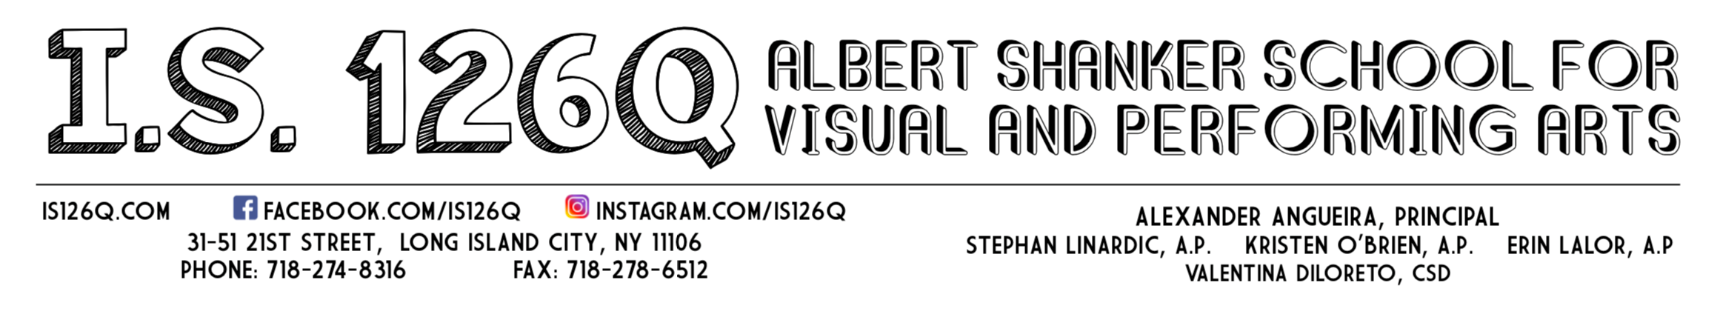 I.S. 126Q
ALBERT SHANKER SCHOOL FOR
VISUAL AND PERFORMING ARTS
IS126Q.COM FACEBOOK.COM/IS126Q INSTAGRAM.COM/IS126Q
31-51 21ST STREET, LONG ISLAND CITY, NY 11106
PHONE: 718-274-8316 FAX: 718-278-6512
ALEXANDER ANGUEIRA, PRINCIPAL
STEPHAN LINARDIC, A.P. KRISTEN O'BRIEN, A.P. ERIN LALOR, A.P
VALENTINA DILORETO, CSD